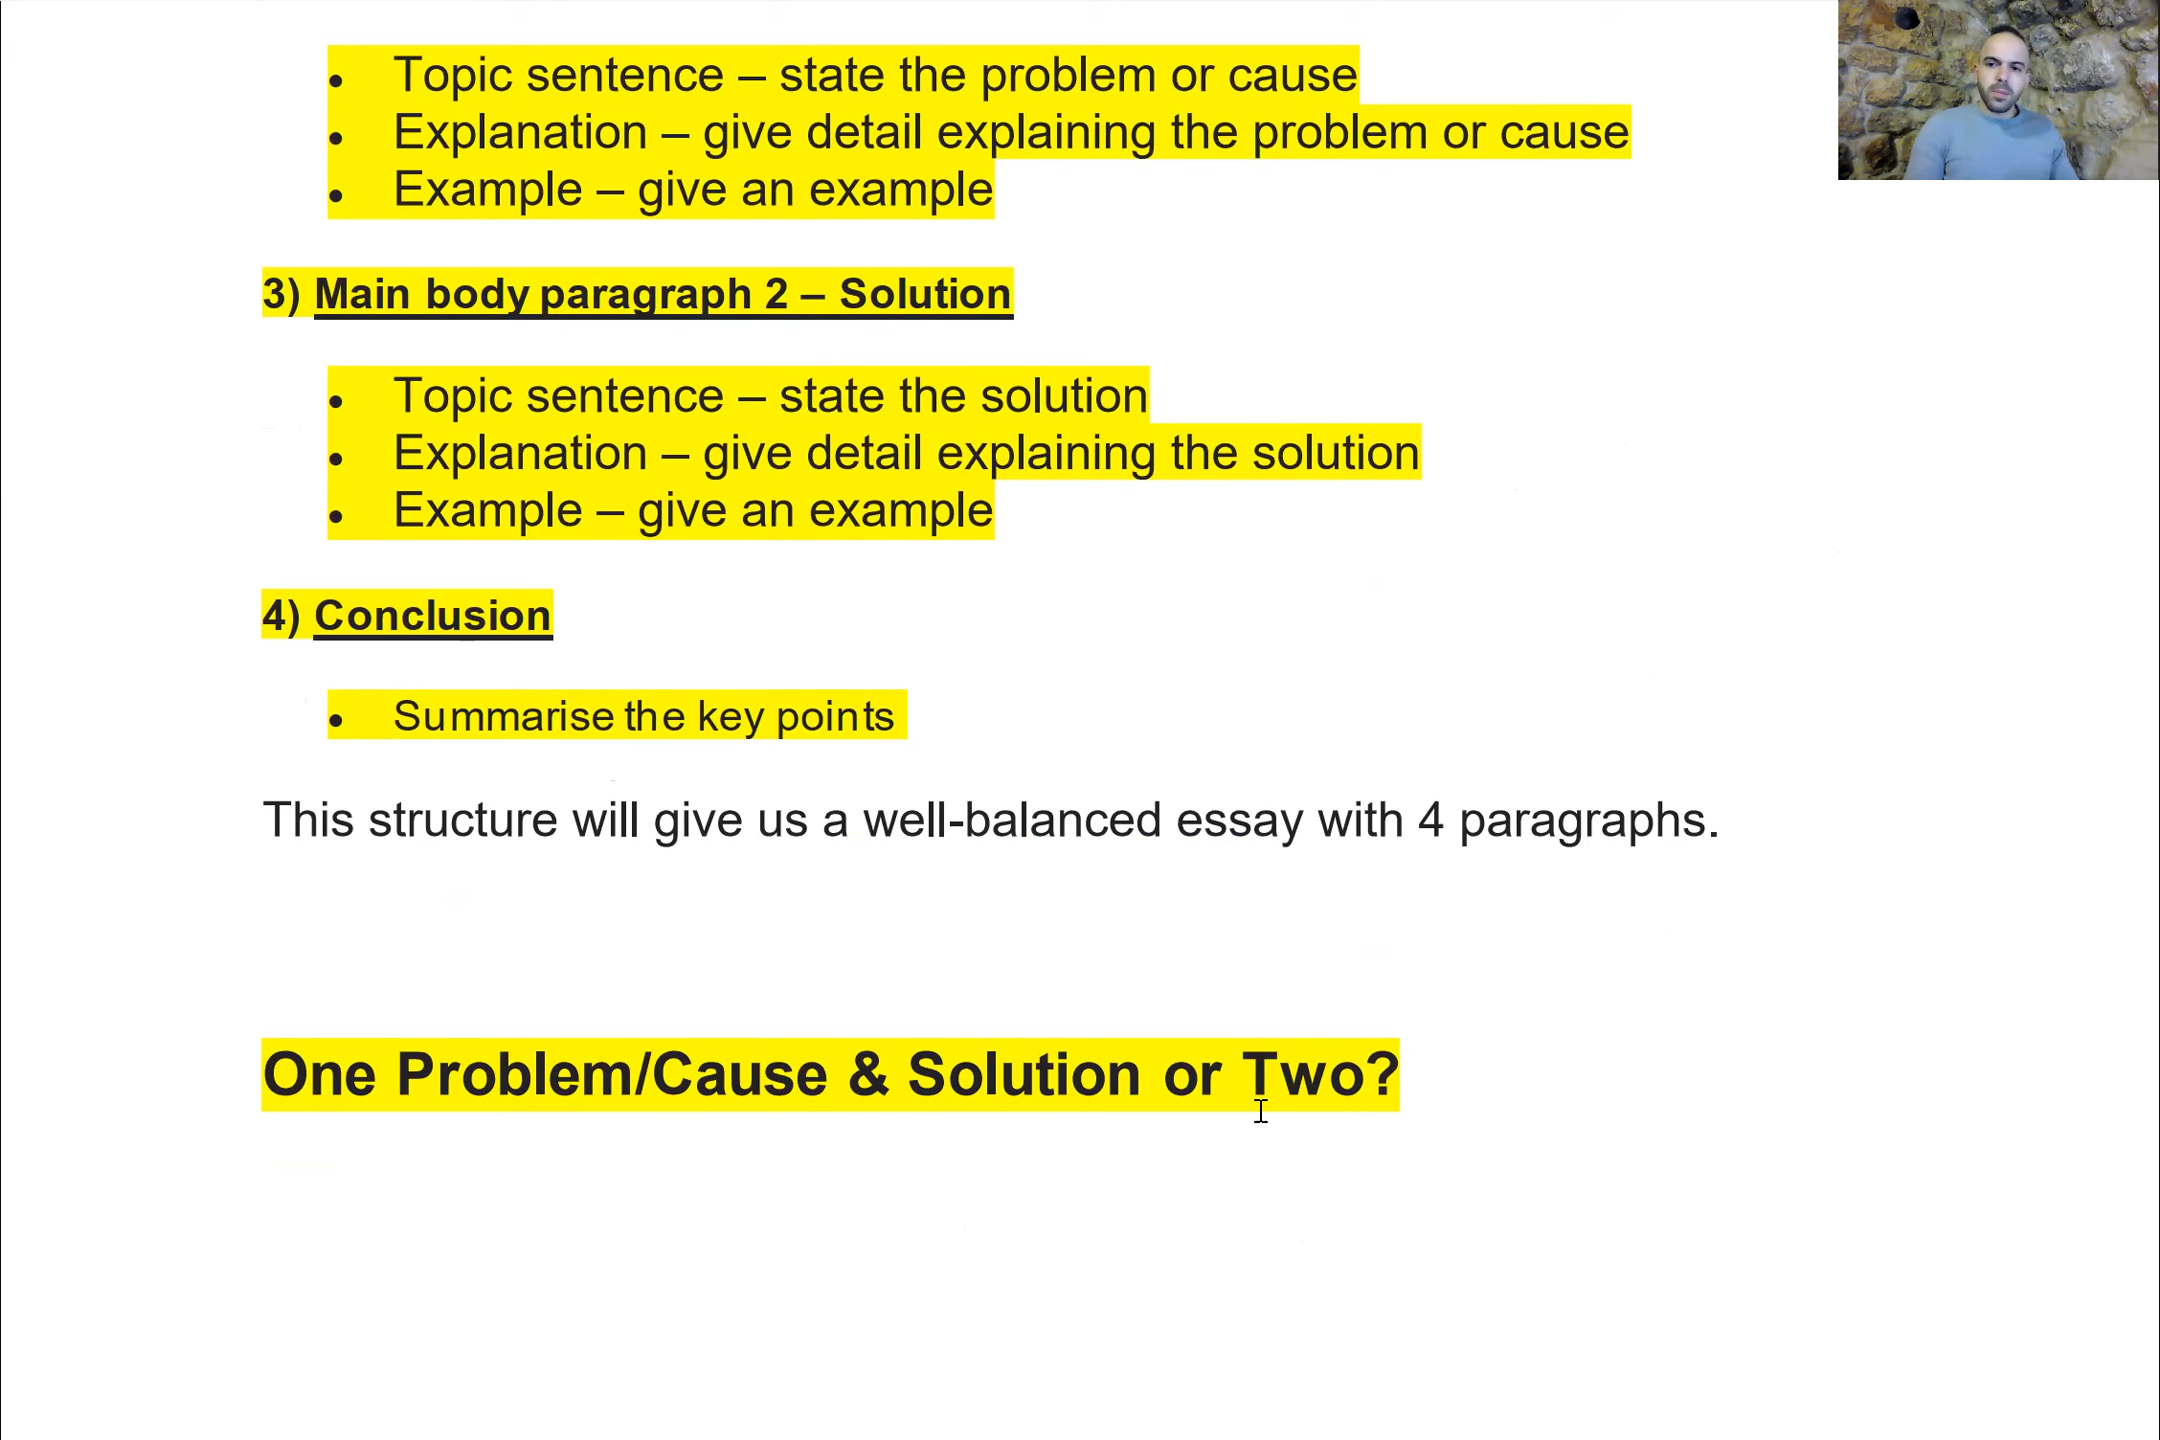 • Topic sentence – state the problem or cause
• Explanation – give detail explaining the problem or cause
• Example – give an example
3) Main body paragraph 2 – Solution
• Topic sentence – state the solution
• Explanation – give detail explaining the solution
• Example – give an example
4) Conclusion
• Summarise the key points
This structure will give us a well-balanced essay with 4 paragraphs.
One Problem/Cause & Solution or Two?